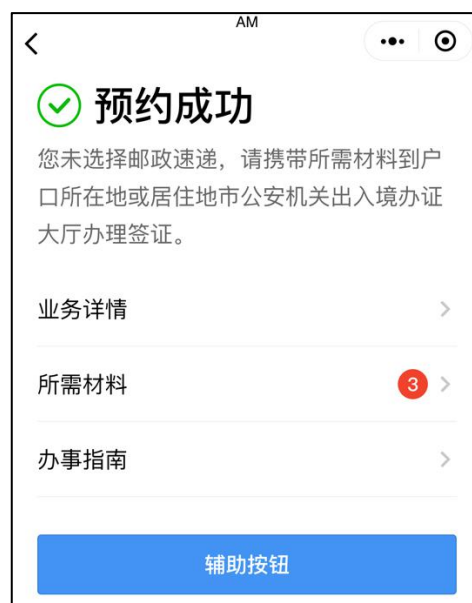 AM
预约成功
您未选择邮政速递，请携带所需材料到户
口所在地或居住地市公安机关出入境办证
大厅办理签证。
业务详情
所需材料 3
办事指南
辅助按钮